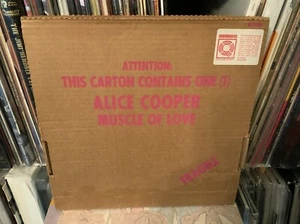 ATTENTION:
THIS CARTON CONTAINS ONE (1)
ALICE COOPER
MUSCLE OF LOVE
FRAGILE